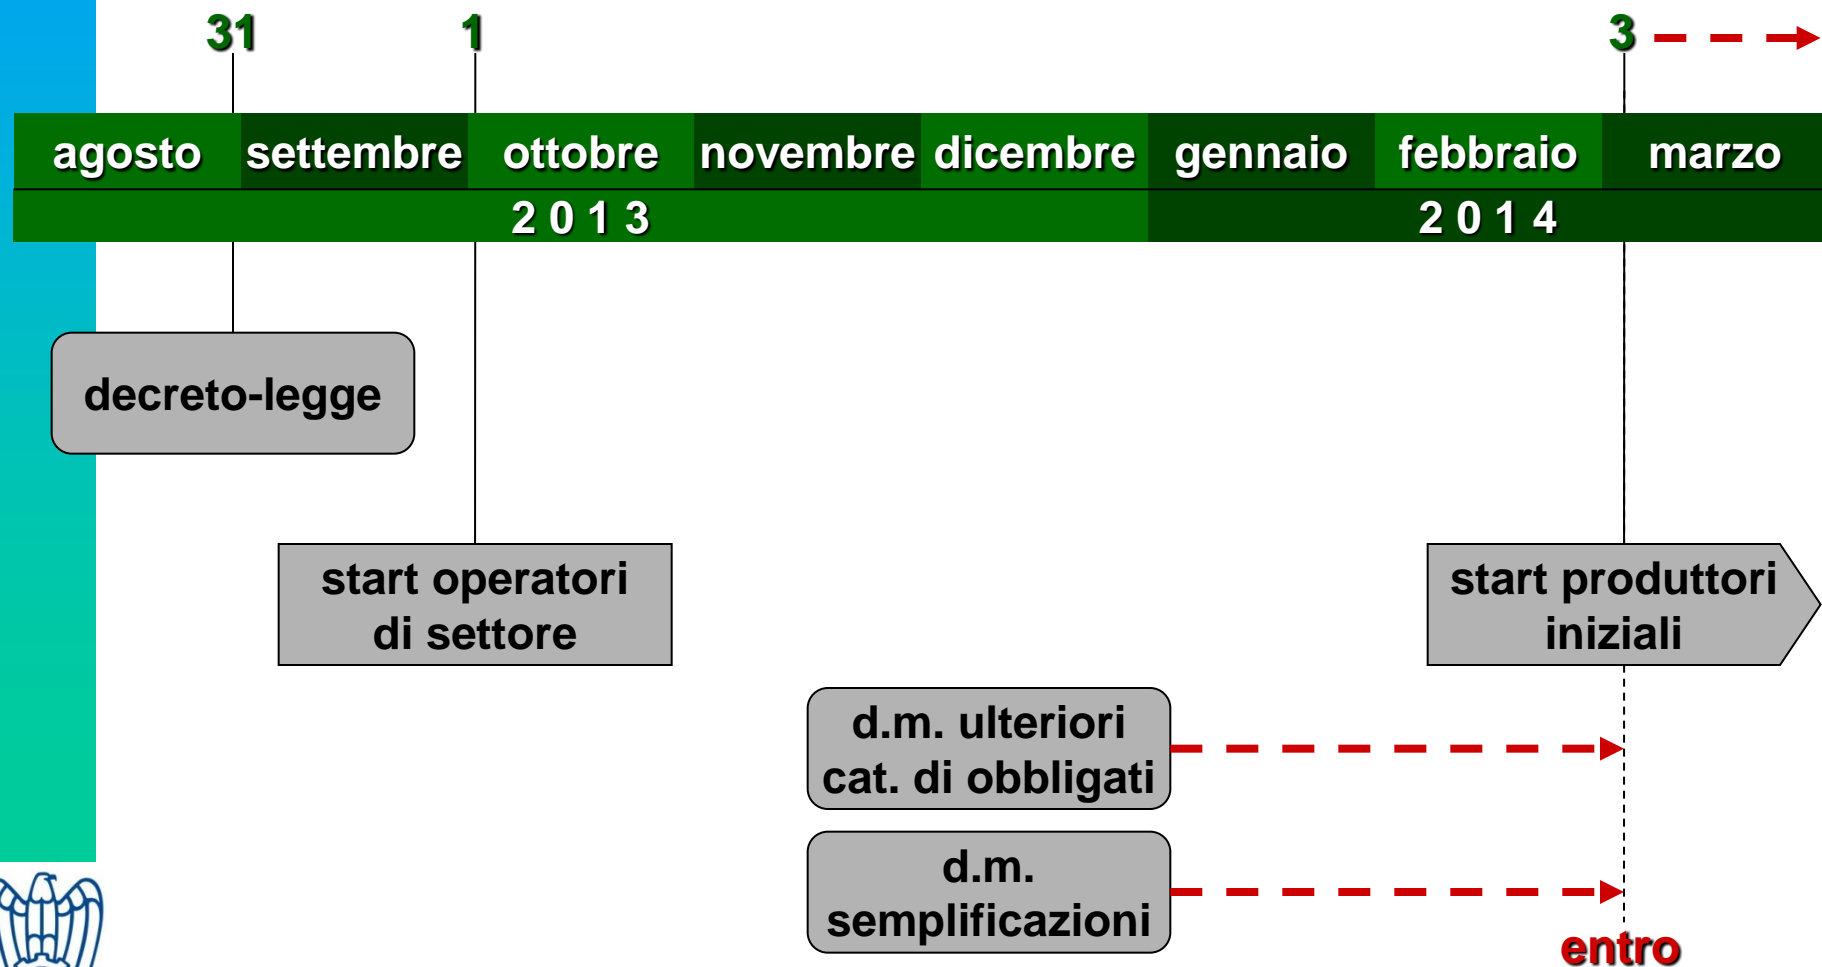 31 1 3
agosto settembre ottobre novembre dicembre gennaio febbraio marzo
2 0 1 3 2 0 1 4
decreto-legge
start operatori
di settore
start produttori
iniziali
d.m. ulteriori
cat. di obbligati
d.m.
semplificazioni
entro